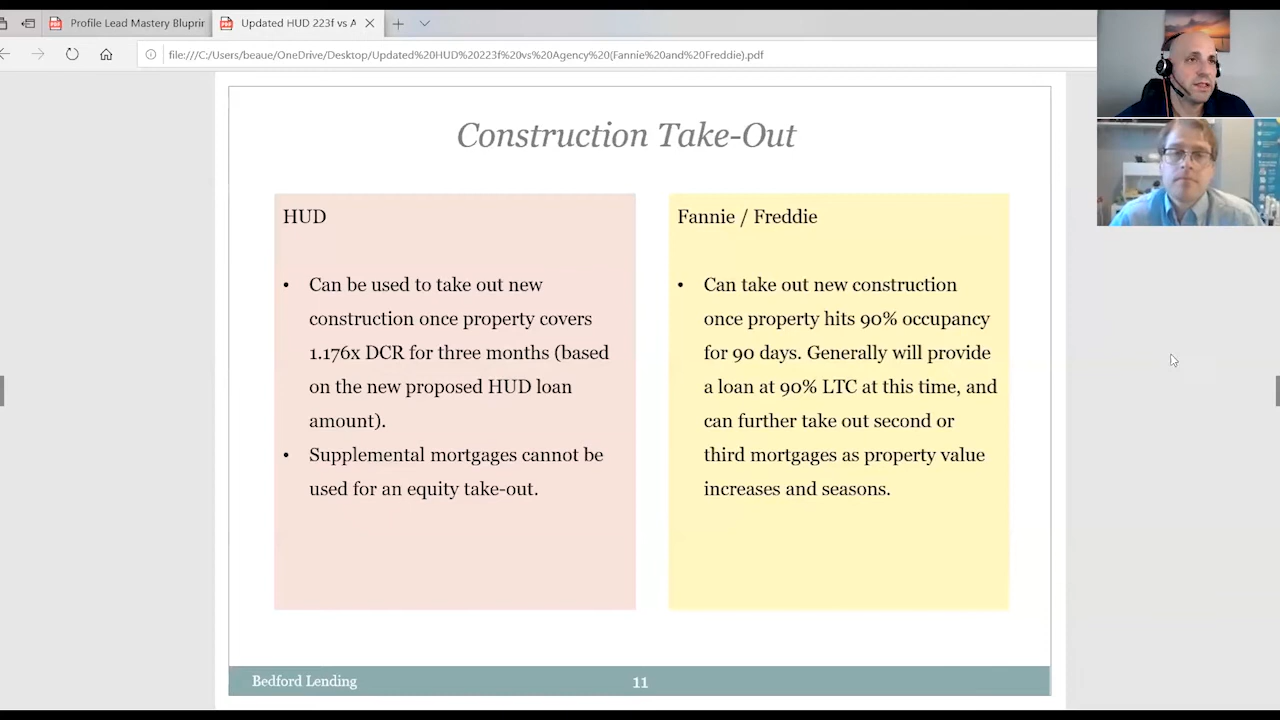 Profile Lead Mastery Bluprir
Updated HUD 223f vs A
file:///C:/Users/beaue/OneDrive/Desktop/Updated%20HUD%20223f%20vs%20Agency%20(Fannie%20and%20Freddie).pdf
Construction Take-Out
HUD
• Can be used to take out new
construction once property covers
1.176x DCR for three months (based
on the new proposed HUD loan
amount).
• Supplemental mortgages cannot be
used for an equity take-out.
Fannie / Freddie
• Can take out new construction
once property hits 90% occupancy
for 90 days. Generally will provide
a loan at 90% LTC at this time, and
can further take out second or
third mortgages as property value
increases and seasons.
Bedford Lending
11